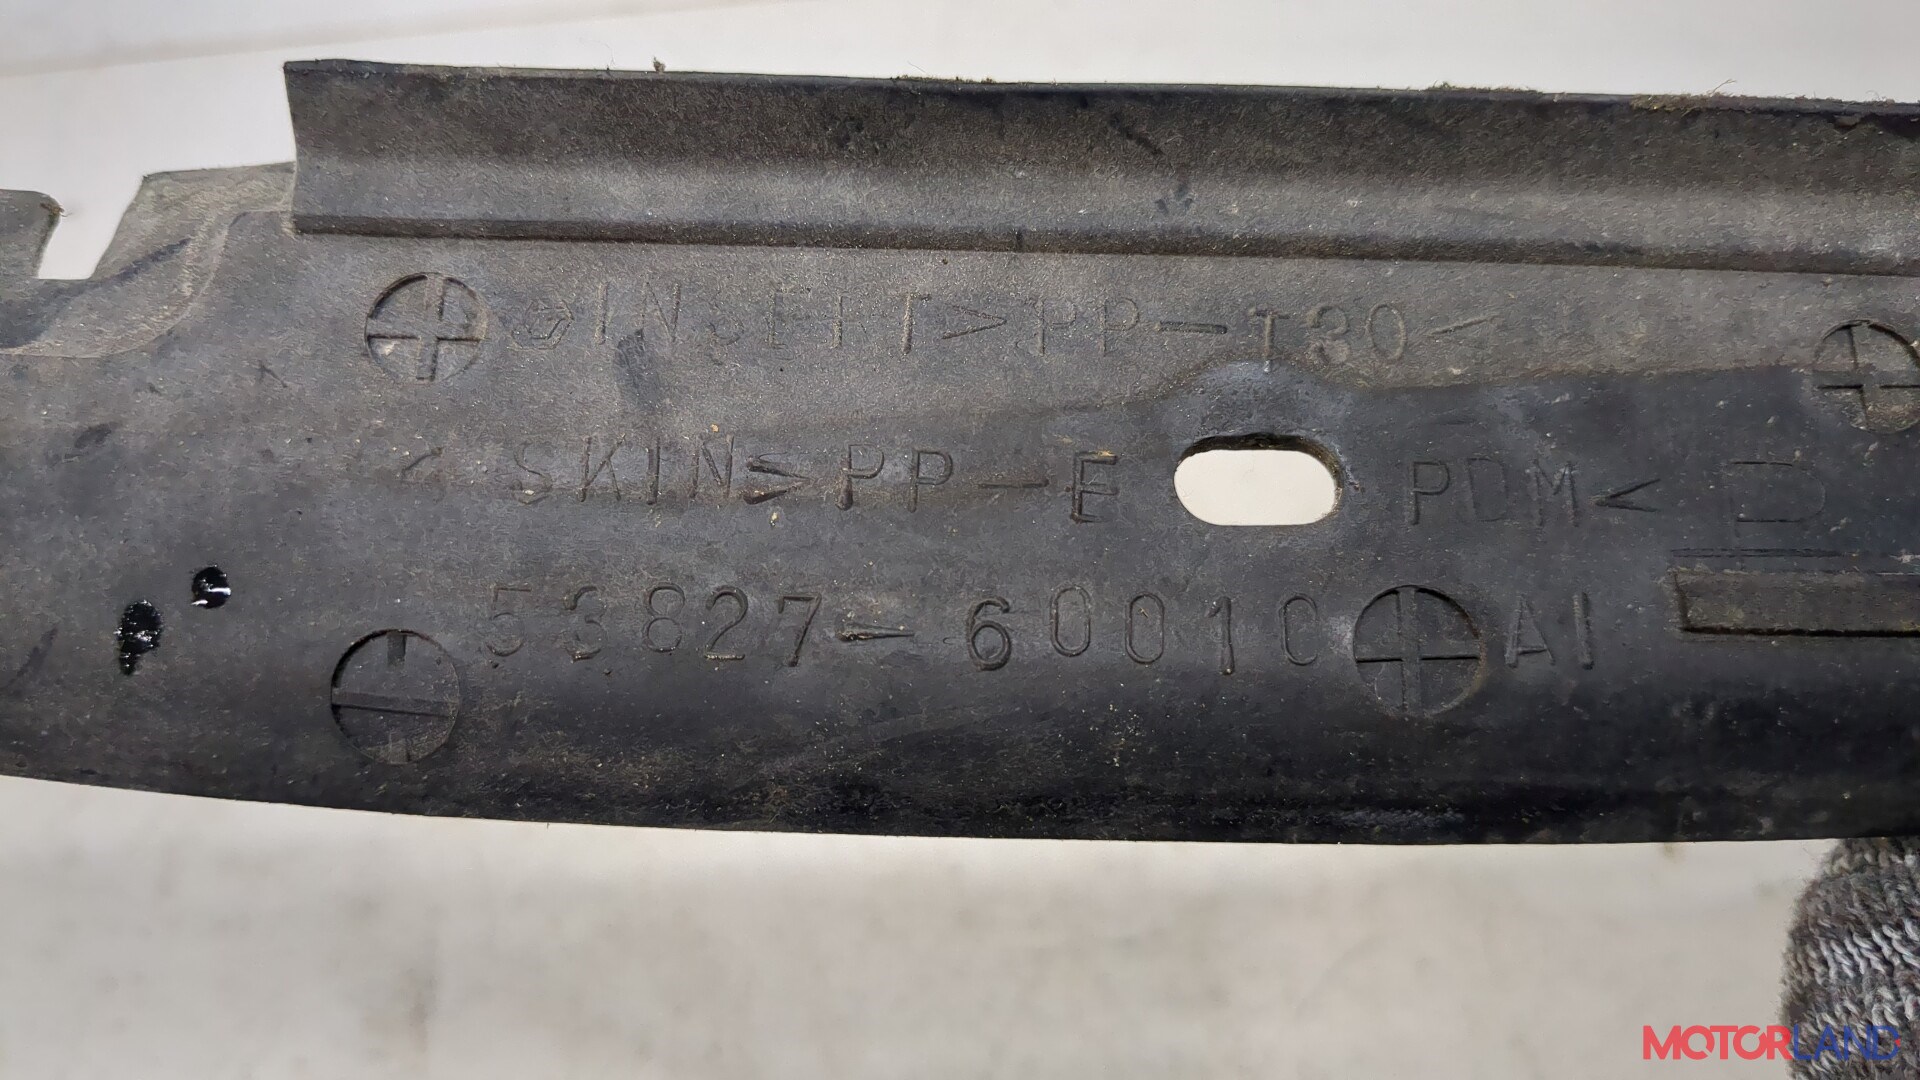 INSERT>PP-T30<
SKIN>PP-E PDM<
53827-60010 A1
MOTORLAND